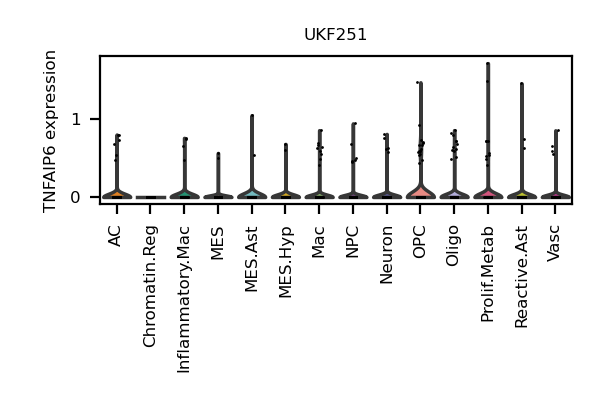 UKF251
TNFAIP6 expression
1
0
AC
Chromatin.Reg
Inflammatory.Mac
MES
MES.Ast
MES.Hyp
Mac
NPC
Neuron
OPC
Oligo
Prolif.Metab
Reactive.Ast
Vasc